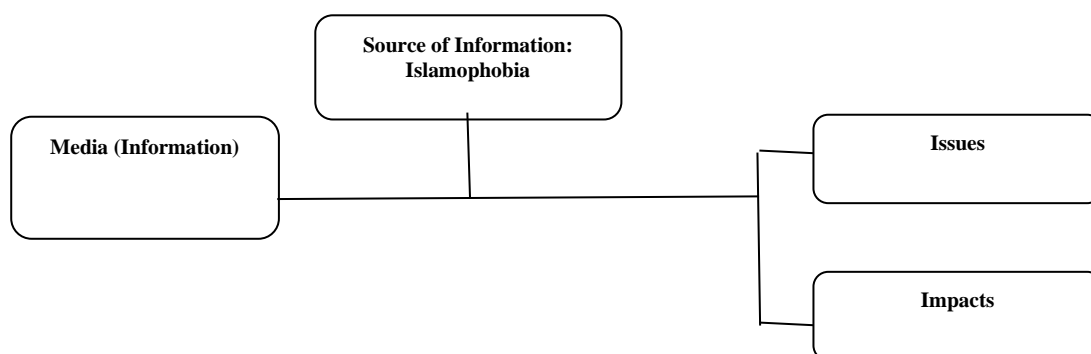 Source of Information:
Islamophobia
Media (Information)
Issues
Impacts